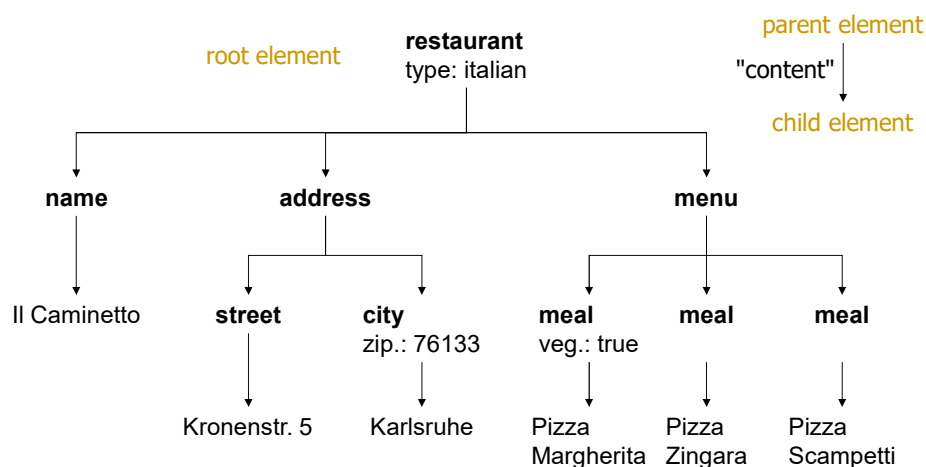 root element
restaurant
type: italian
parent element
"content"
child element
name
address
menu
Il Caminetto
street
city
zip.: 76133
meal
veg.: true
meal
meal
Kronenstr. 5
Karlsruhe
Pizza
Margherita
Pizza
Zingara
Pizza
Scampetti